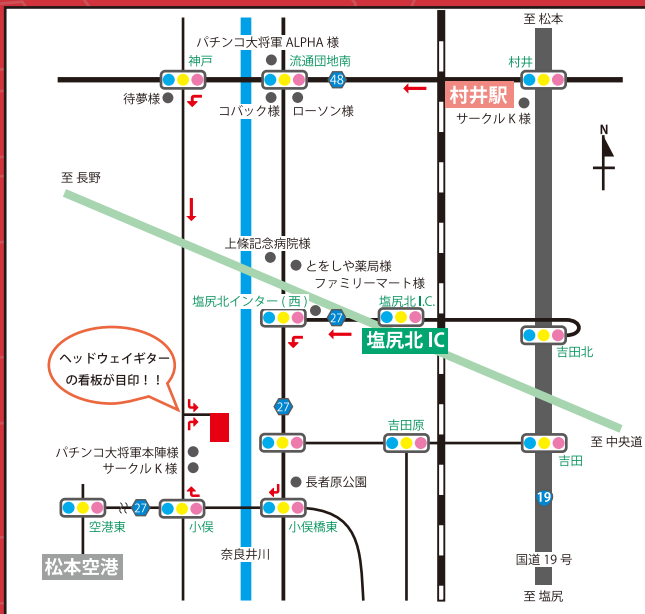 至 松本
パチンコ大将軍 ALPHA 様
神戸
流通団地南
村井
48
待夢様
コバック様
ローソン様
村井駅
サークル K 様
N
至 長野
上條記念病院様
とをしや薬局様
ファミリーマート様
塩尻北インター(西)
塩尻北 I.C.
27
塩尻北 IC
吉田北
ヘッドウェイギター
の看板が目印！！
27
吉田原
至 中央道
吉田
パチンコ大将軍本陣様
サークル K 様
長者原公園
19
27
空港東
小俣
小俣橋東
奈良井川
松本空港
国道 19 号
至 塩尻